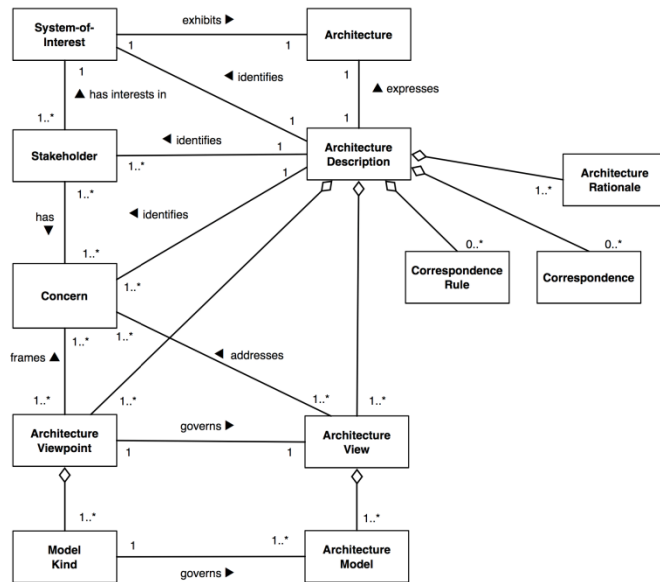 System-of-
Interest
exhibits ▶
Architecture
1
1
1
1
◀ identifies
▲ has interests in
▲ expresses
1..*
1
1
Stakeholder
◀ identifies
1
Architecture
Description
1..*
1
1..*
Architecture
Rationale
1..*
has
▼
◀ identifies
1..*
1..*
0..*
0..*
Concern
Correspondence
Rule
Correspondence
1..*
1..*
frames ▲
◀ addresses
1..*
1..*
1..*
1..*
Architecture
Viewpoint
governs ▶
Architecture
View
1
1
1..*
1..*
Model
Kind
1
1..*
Architecture
Model
governs ▶